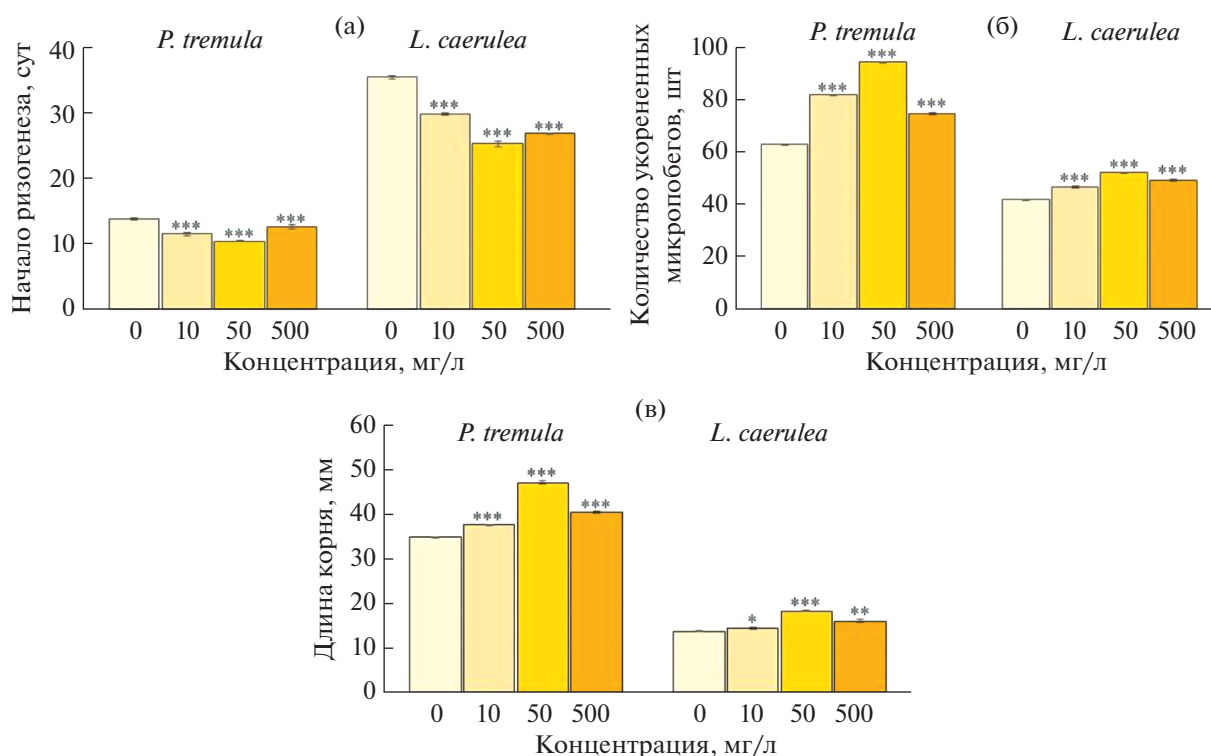 (а)
P. tremula
L. caerulea
Начало ризогенеза, сут
40
30
20
10
0
***
***
***
***
***
***
0 10 50 500
0 10 50 500
Концентрация, мг/л
(б)
P. tremula
L. caerulea
Количество укорененных
микропобегов, шт
100
80
60
40
20
0
***
***
***
***
***
***
0 10 50 500
0 10 50 500
Концентрация, мг/л
(в)
P. tremula
L. caerulea
Длина корня, мм
60
50
40
30
20
10
0
***
***
***
*
***
**
0 10 50 500
0 10 50 500
Концентрация, мг/л